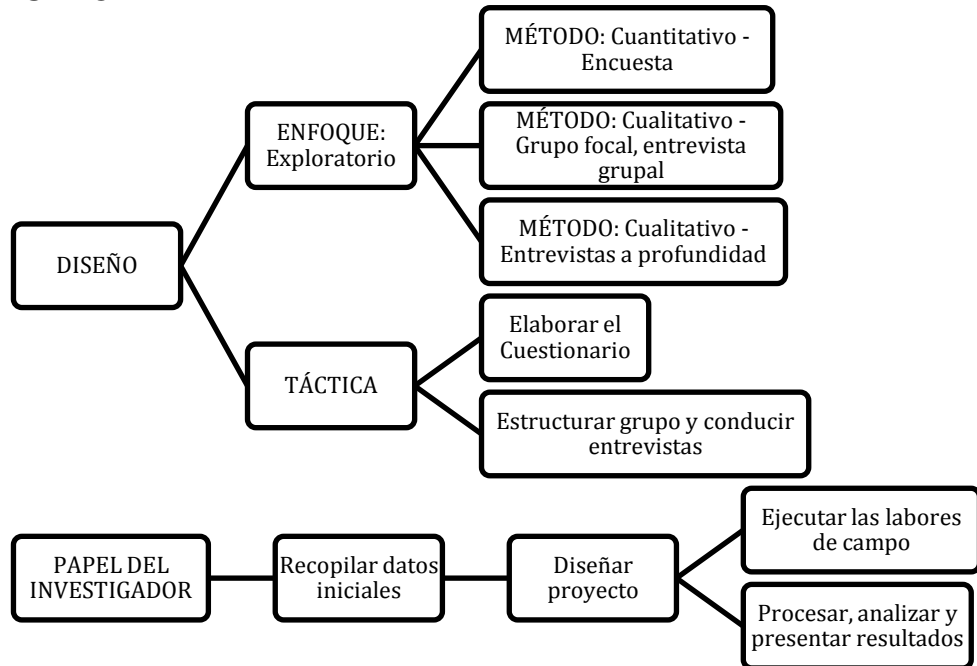 MÉTODO: Cuantitativo -
Encuesta
ENFOQUE:
Exploratorio
MÉTODO: Cualitativo -
Grupo focal, entrevista
grupal
MÉTODO: Cualitativo -
Entrevistas a profundidad
DISEÑO
Elaborar el
Cuestionario
TÁCTICA
Estructurar grupo y conducir
entrevistas
PAPEL DEL
INVESTIGADOR
Recopilar datos
iniciales
Diseñar
proyecto
Ejecutar las labores
de campo
Procesar, analizar y
presentar resultados